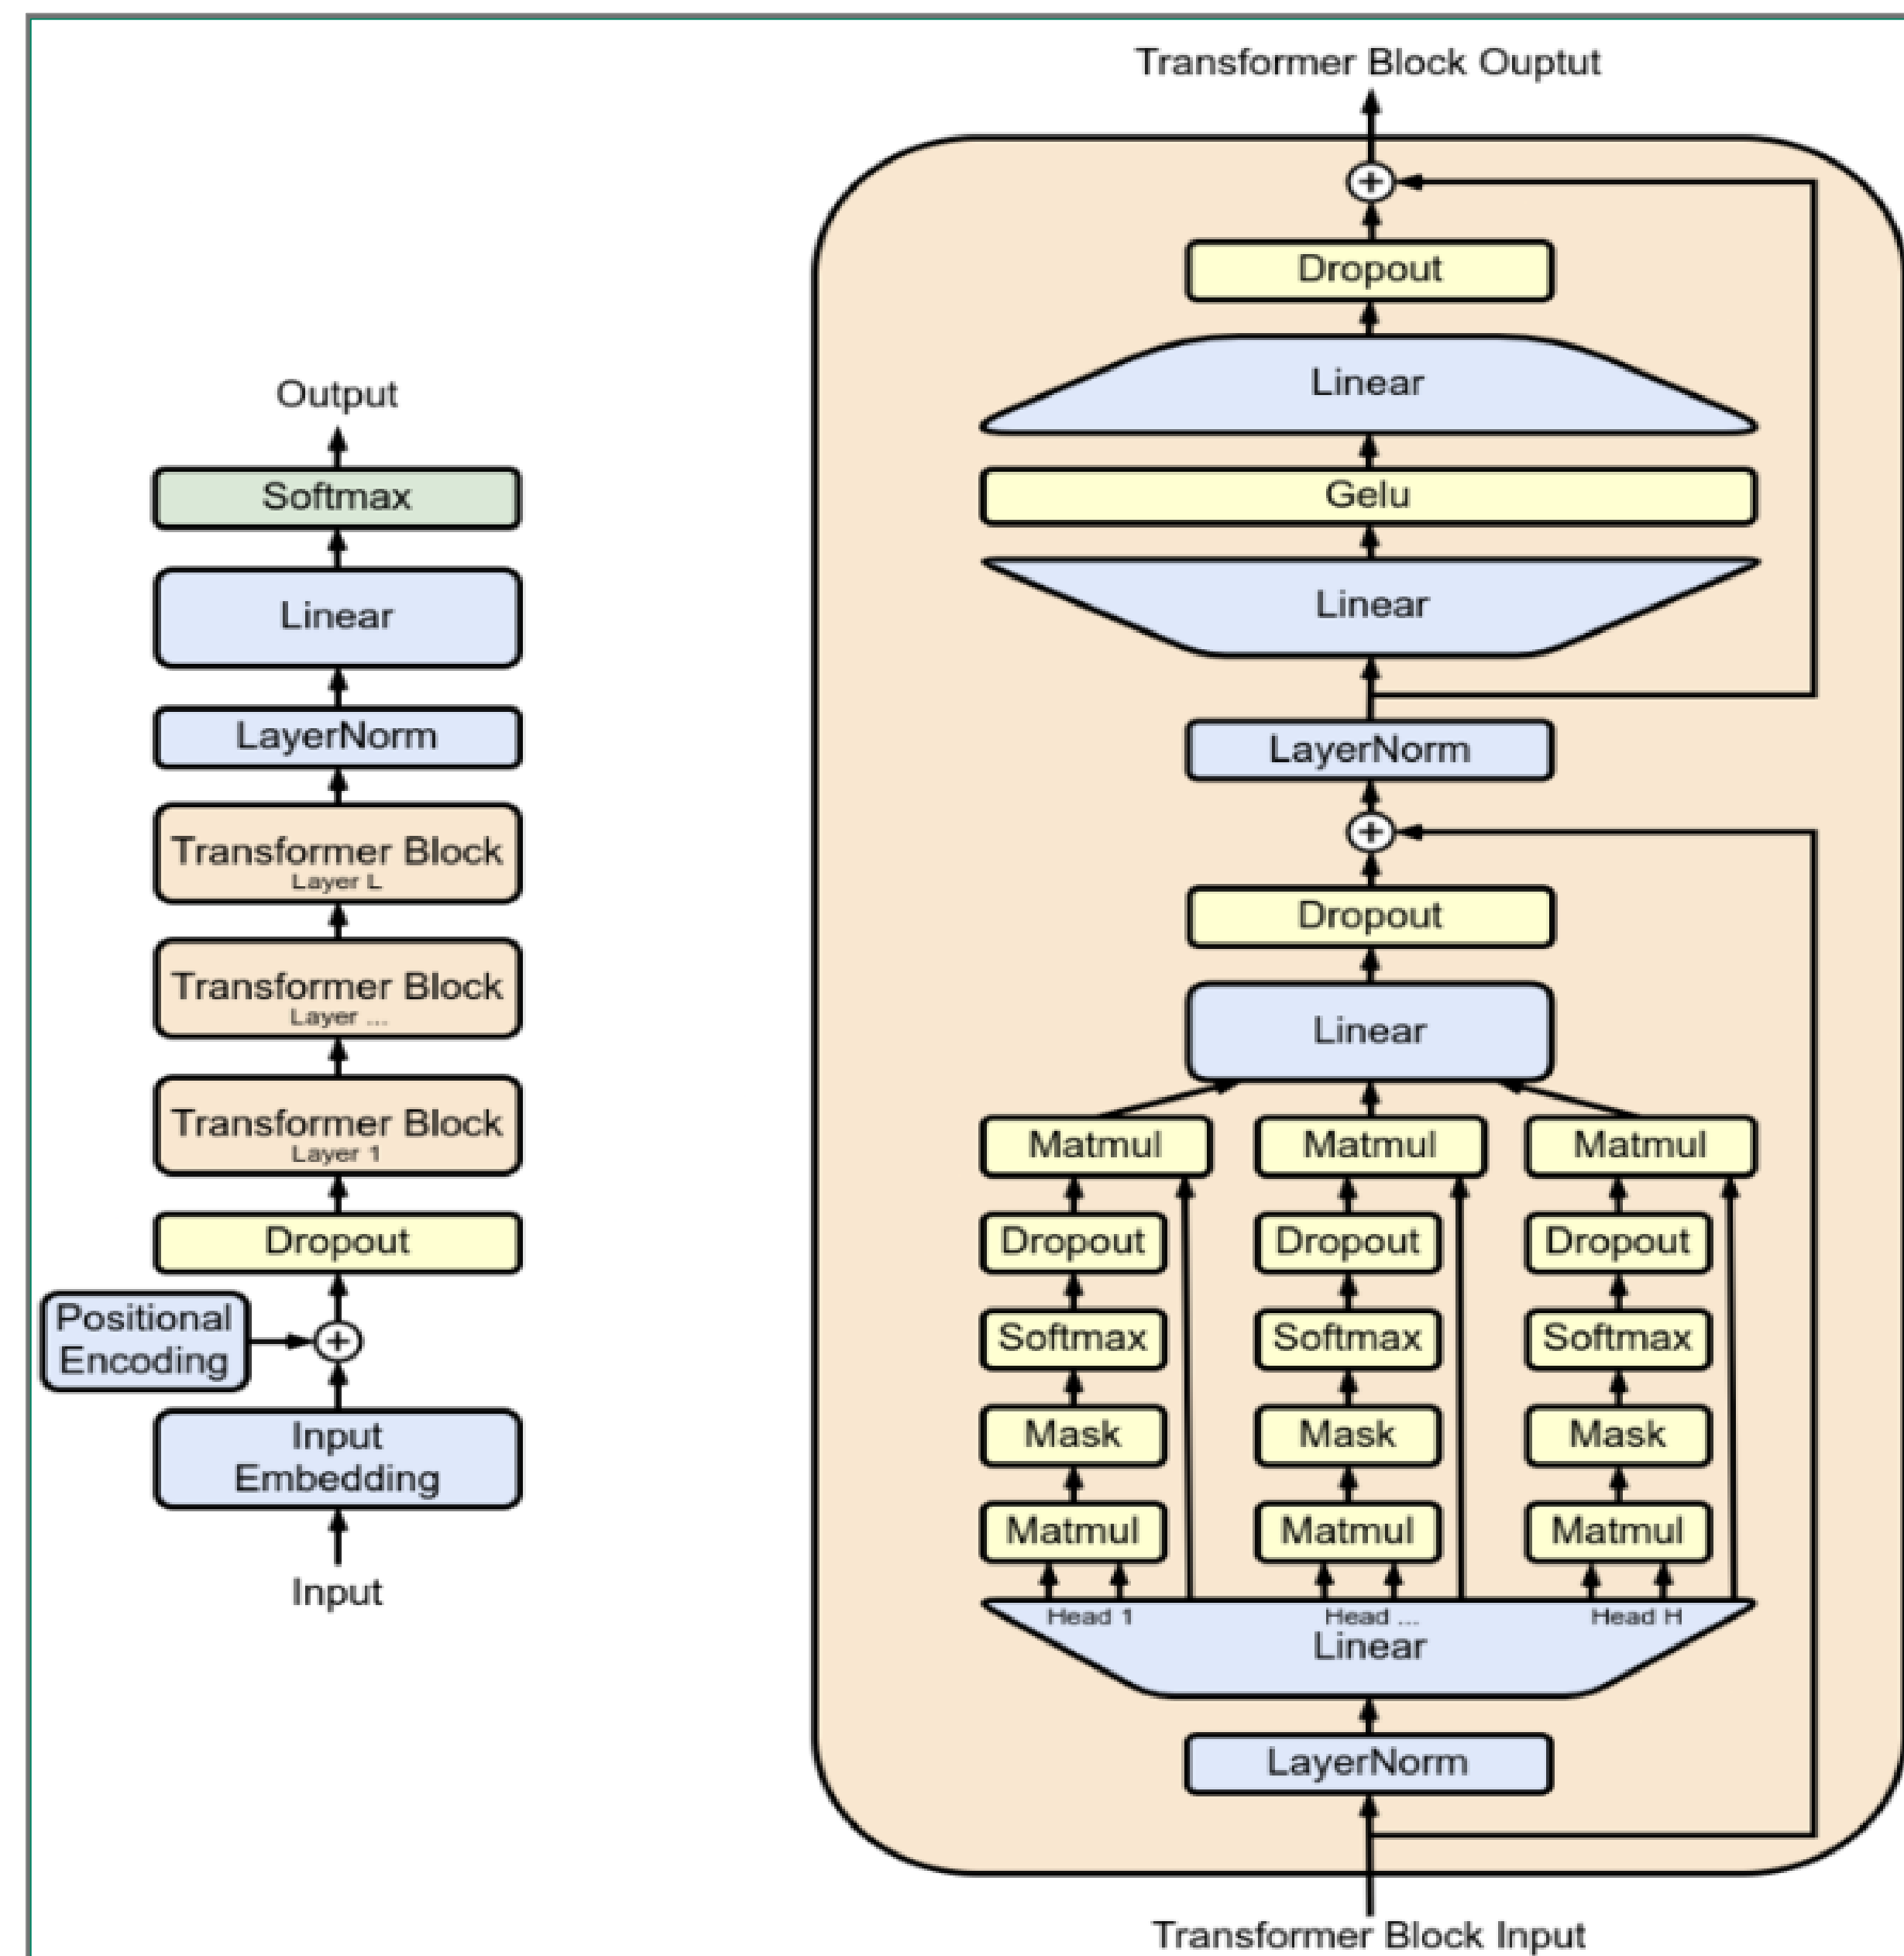 Output
Softmax
Linear
LayerNorm
Transformer Block
Layer L
Transformer Block
Layer ...
Transformer Block
Layer 1
Dropout
Positional
Encoding
Input
Embedding
Input
Transformer Block Ouptut
Dropout
Linear
Gelu
Linear
LayerNorm
Dropout
Linear
Matmul Matmul Matmul
Dropout Dropout Dropout
Softmax Softmax Softmax
Mask Mask Mask
Matmul Matmul Matmul
Head 1 Head ... Head H
Linear
LayerNorm
Transformer Block Input